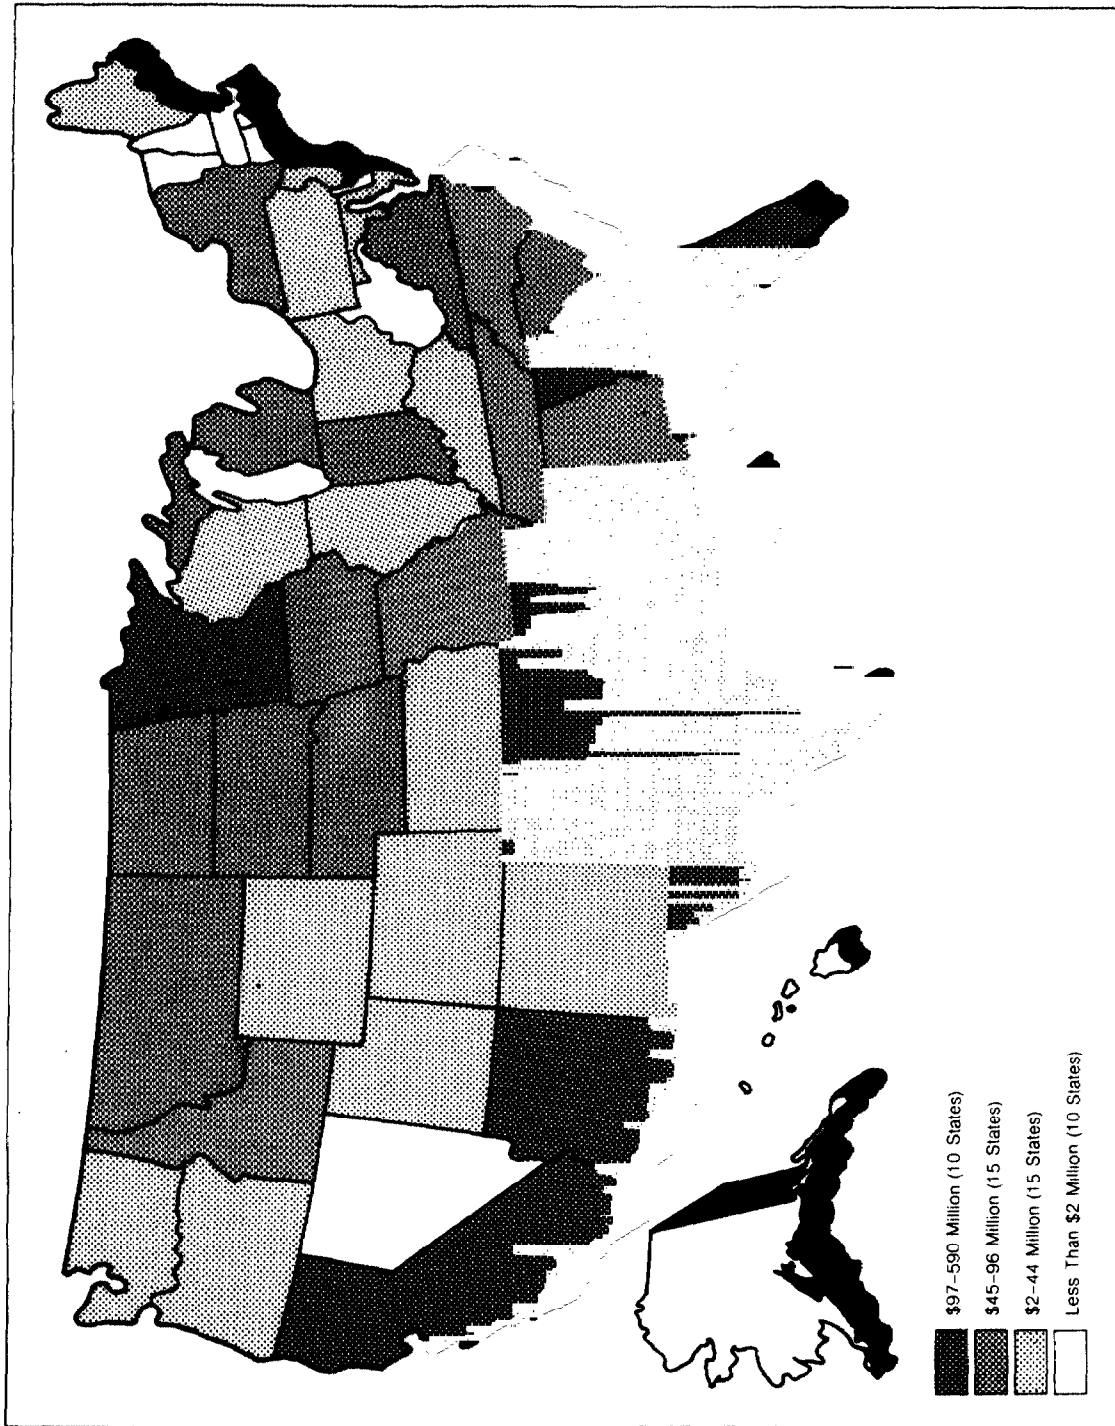 $97-590 Million (10 States)
$45-96 Million (15 States)
$2-44 Million (15 States)
Less Than $2 Million (10 States)